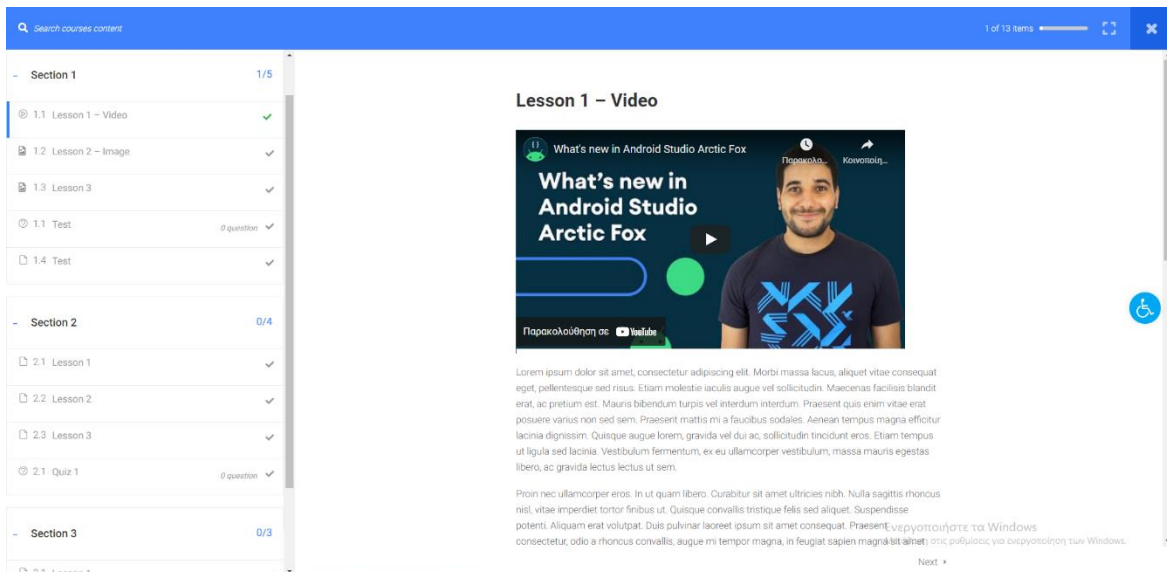 Search courses content
1 of 13 items
Section 1 1/5
1.1 Lesson 1 – Video
1.2 Lesson 2 – Image
1.3 Lesson 3
1.1 Test 0 question
1.4 Test
Section 2 0/4
2.1 Lesson 1
2.2 Lesson 2
2.3 Lesson 3
2.1 Quiz 1 0 question
Section 3 0/3
Lesson 1 – Video
What's new in Android Studio Arctic Fox
Παρακολο... Κοινοποίη...
What's new in
Android Studio
Arctic Fox
Παρακολούθηση σε YouTube
Lorem ipsum dolor sit amet, consectetur adipiscing elit. Morbi massa lacus, aliquet vitae consequat
eget, pellentesque sed risus. Etiam molestie iaculis augue vel sollicitudin. Maecenas facilisis blandit
erat, ac pretium est. Mauris bibendum turpis vel interdum interdum. Praesent quis enim vitae erat
posuere varius non sed sem. Praesent mattis mi a faucibus sodales. Aenean tempus magna efficitur
lacinia dignissim. Quisque augue lorem, gravida vel dui ac, sollicitudin tincidunt eros. Etiam tempus
ut ligula sed lacinia. Vestibulum fermentum, ex eu ullamcorper vestibulum, massa mauris egestas
libero, ac gravida lectus lectus ut sem.
Proin nec ullamcorper eros. In ut quam libero. Curabitur sit amet ultricies nibh. Nulla sagittis rhoncus
nisl, vitae imperdiet tortor finibus ut. Quisque convallis tristique felis sed aliquet. Suspendisse
potenti. Aliquam erat volutpat. Duis pulvinar laoreet ipsum sit amet consequat. Praesent
consectetur, odio a rhoncus convallis, augue mi tempor magna, in feugiat sapien magna sit amet
Ενεργοποιήστε τα Windows
στις ρυθμίσεις για ενεργοποίηση των Windows.
Next